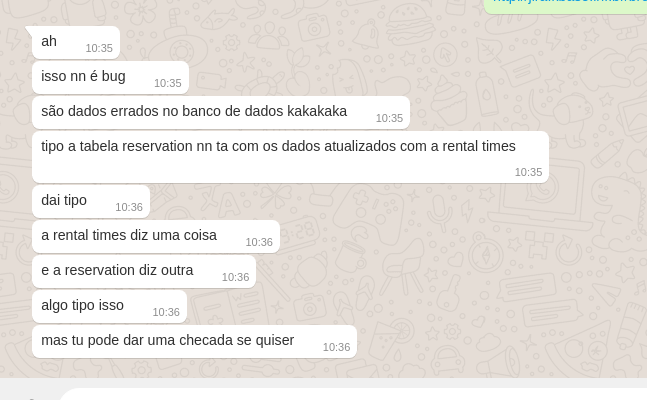 ah 10:35
isso nn é bug 10:35
são dados errados no banco de dados kakakaka 10:35
tipo a tabela reservation nn ta com os dados atualizados com a rental times
10:35
dai tipo 10:36
a rental times diz uma coisa 10:36
e a reservation diz outra 10:36
algo tipo isso 10:36
mas tu pode dar uma checada se quiser 10:36